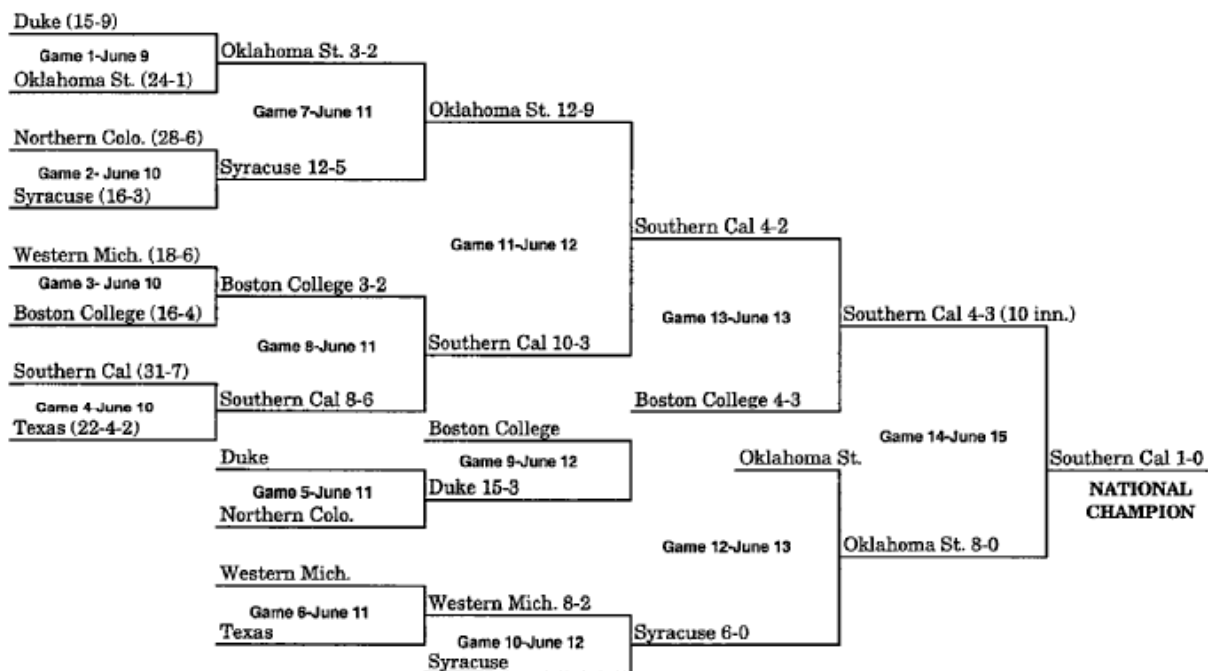 Duke (15-9)
Game 1-June 9
Oklahoma St. (24-1)
Oklahoma St. 3-2
Game 7-June 11
Northern Colo. (28-6)
Game 2- June 10
Syracuse (16-3)
Syracuse 12-5
Oklahoma St. 12-9
Western Mich. (18-6)
Game 3- June 10
Boston College (16-4)
Boston College 3-2
Game 8-June 11
Southern Cal (31-7)
Game 4-June 10
Texas (22-4-2)
Southern Cal 8-6
Southern Cal 10-3
Game 11-June 12
Southern Cal 4-2
Game 13-June 13
Boston College 4-3
Southern Cal 4-3 (10 inn.)
Boston College
Game 9-June 12
Duke
Game 5-June 11
Northern Colo.
Duke 15-3
Western Mich.
Game 6-June 11
Texas
Western Mich. 8-2
Game 10-June 12
Syracuse
Syracuse 6-0
Oklahoma St.
Game 12-June 13
Oklahoma St. 8-0
Game 14-June 15
Southern Cal 1-0
NATIONAL
CHAMPION